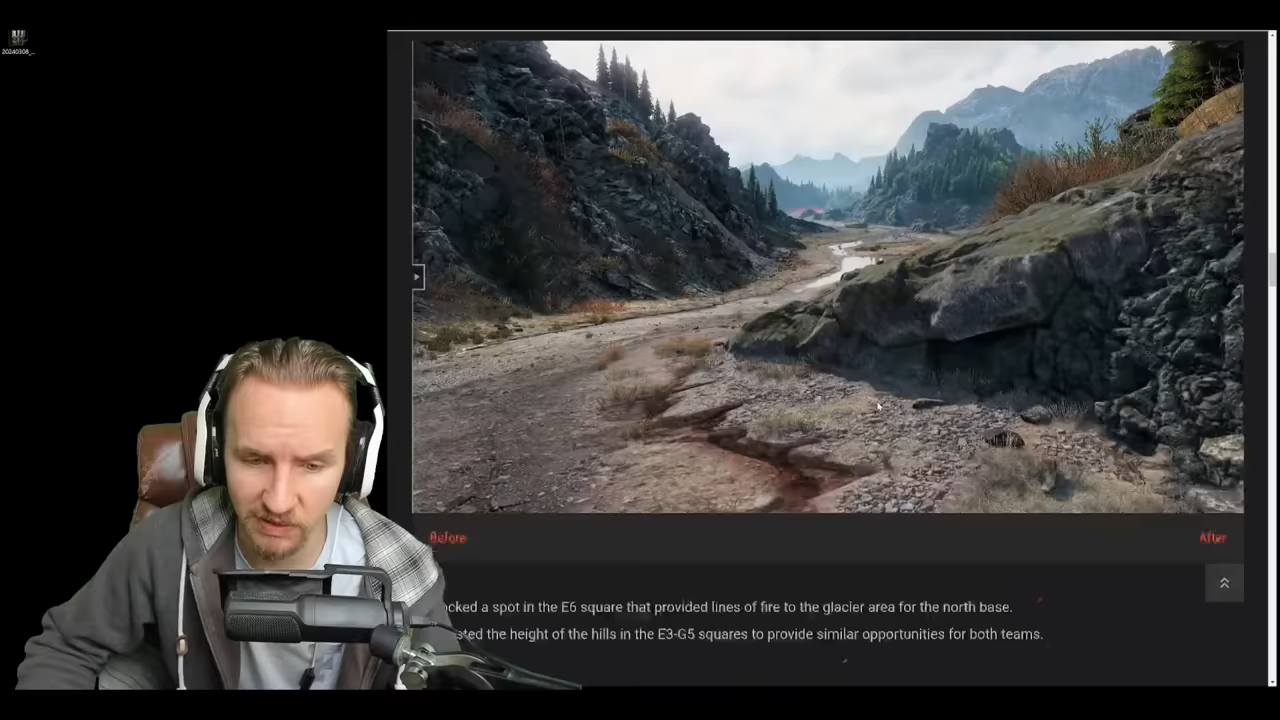 20240308_...
Before
After
ocked a spot in the E6 square that provided lines of fire to the glacier area for the north base.
sted the height of the hills in the E3-G5 squares to provide similar opportunities for both teams.